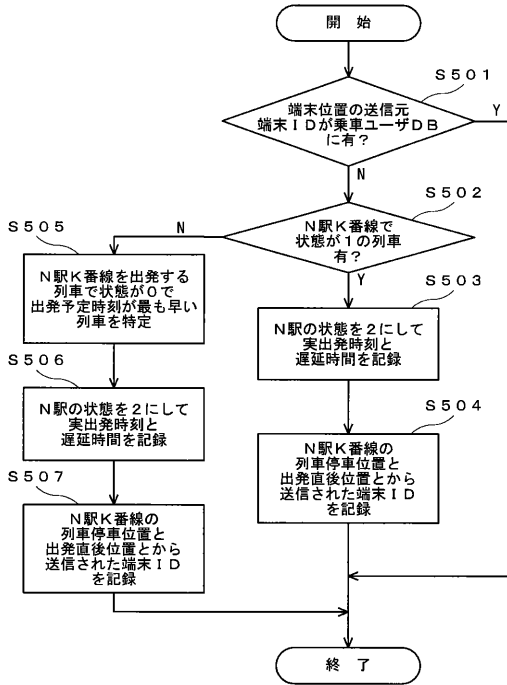 開 始
S501
端末位置の送信元
端末IDが乗車ユーザDB
に有?
Y
N
S502
N駅K番線で
状態が1の列車
有?
N
Y
S505
N駅K番線を出発する
列車で状態が0で
出発予定時刻が最も早い
列車を特定
S503
N駅の状態を2にして
実出発時刻と
遅延時間を記録
S506
N駅の状態を2にして
実出発時刻と
遅延時間を記録
S504
N駅K番線の
列車停車位置と
出発直後位置とから
送信された端末ID
を記録
S507
N駅K番線の
列車停車位置と
出発直後位置とから
送信された端末ID
を記録
終 了